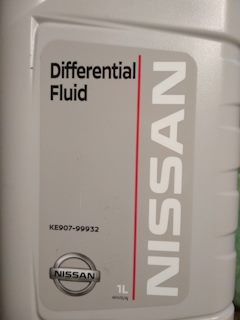 Differential
Fluid
NISSAN
KE907-99932
NISSAN
1L